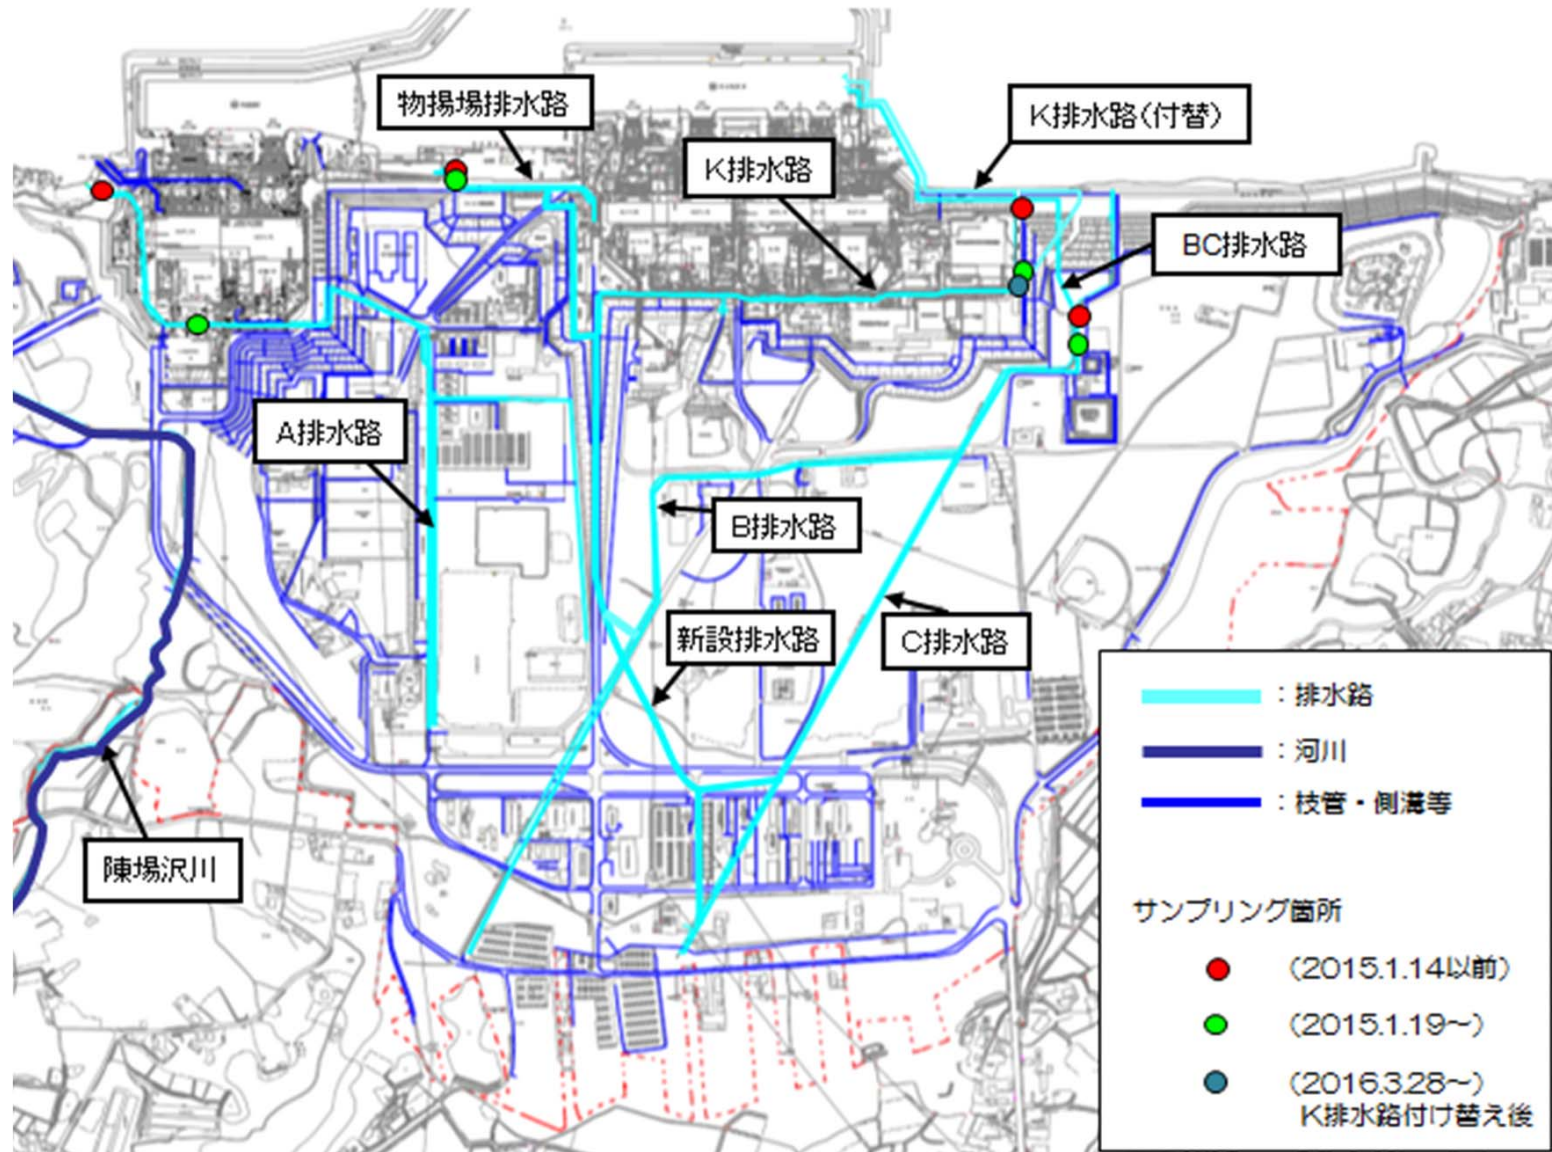 物揚場排水路
K排水路(付替)
K排水路
BC排水路
A排水路
B排水路
新設排水路
C排水路
陳場沢川
：排水路
：河川
：枝管・側溝等
サンプリング箇所
（2015.1.14以前）
（2015.1.19～）
（2016.3.28～）
K排水路付け替え後